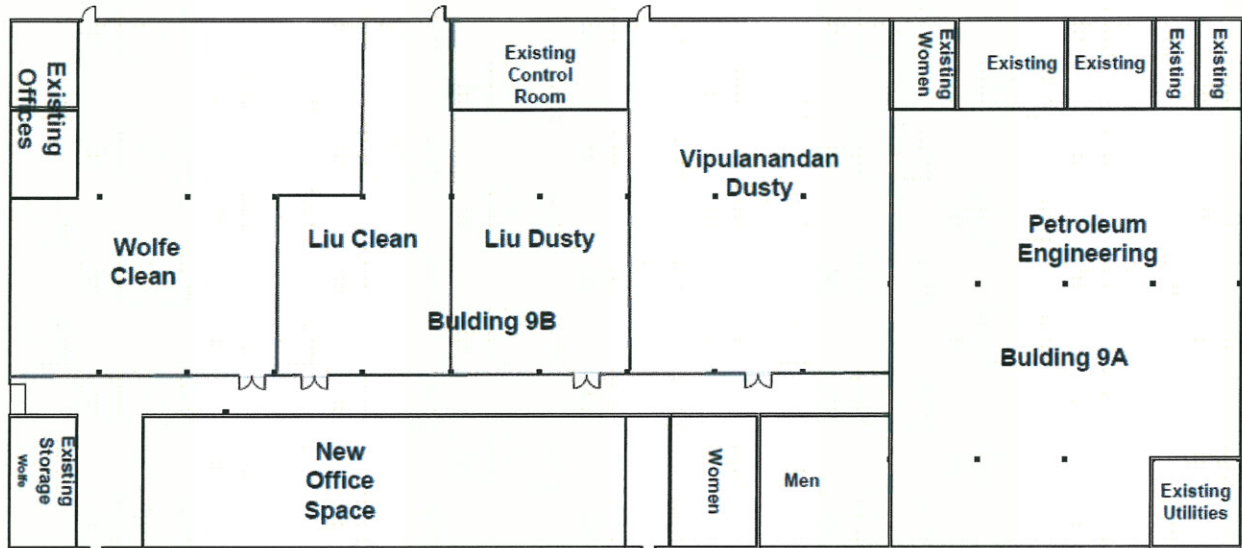 Existing
Offices
Existing
Control
Room
Existing
Women
Existing
Existing
Existing
Existing
Vipulanandan
Dusty
Petroleum
Engineering
Wolfe
Clean
Liu Clean
Liu Dusty
Bulding 9B
Bulding 9A
Existing
Storage
Wolfe
New
Office
Space
Women
Men
Existing
Utilities